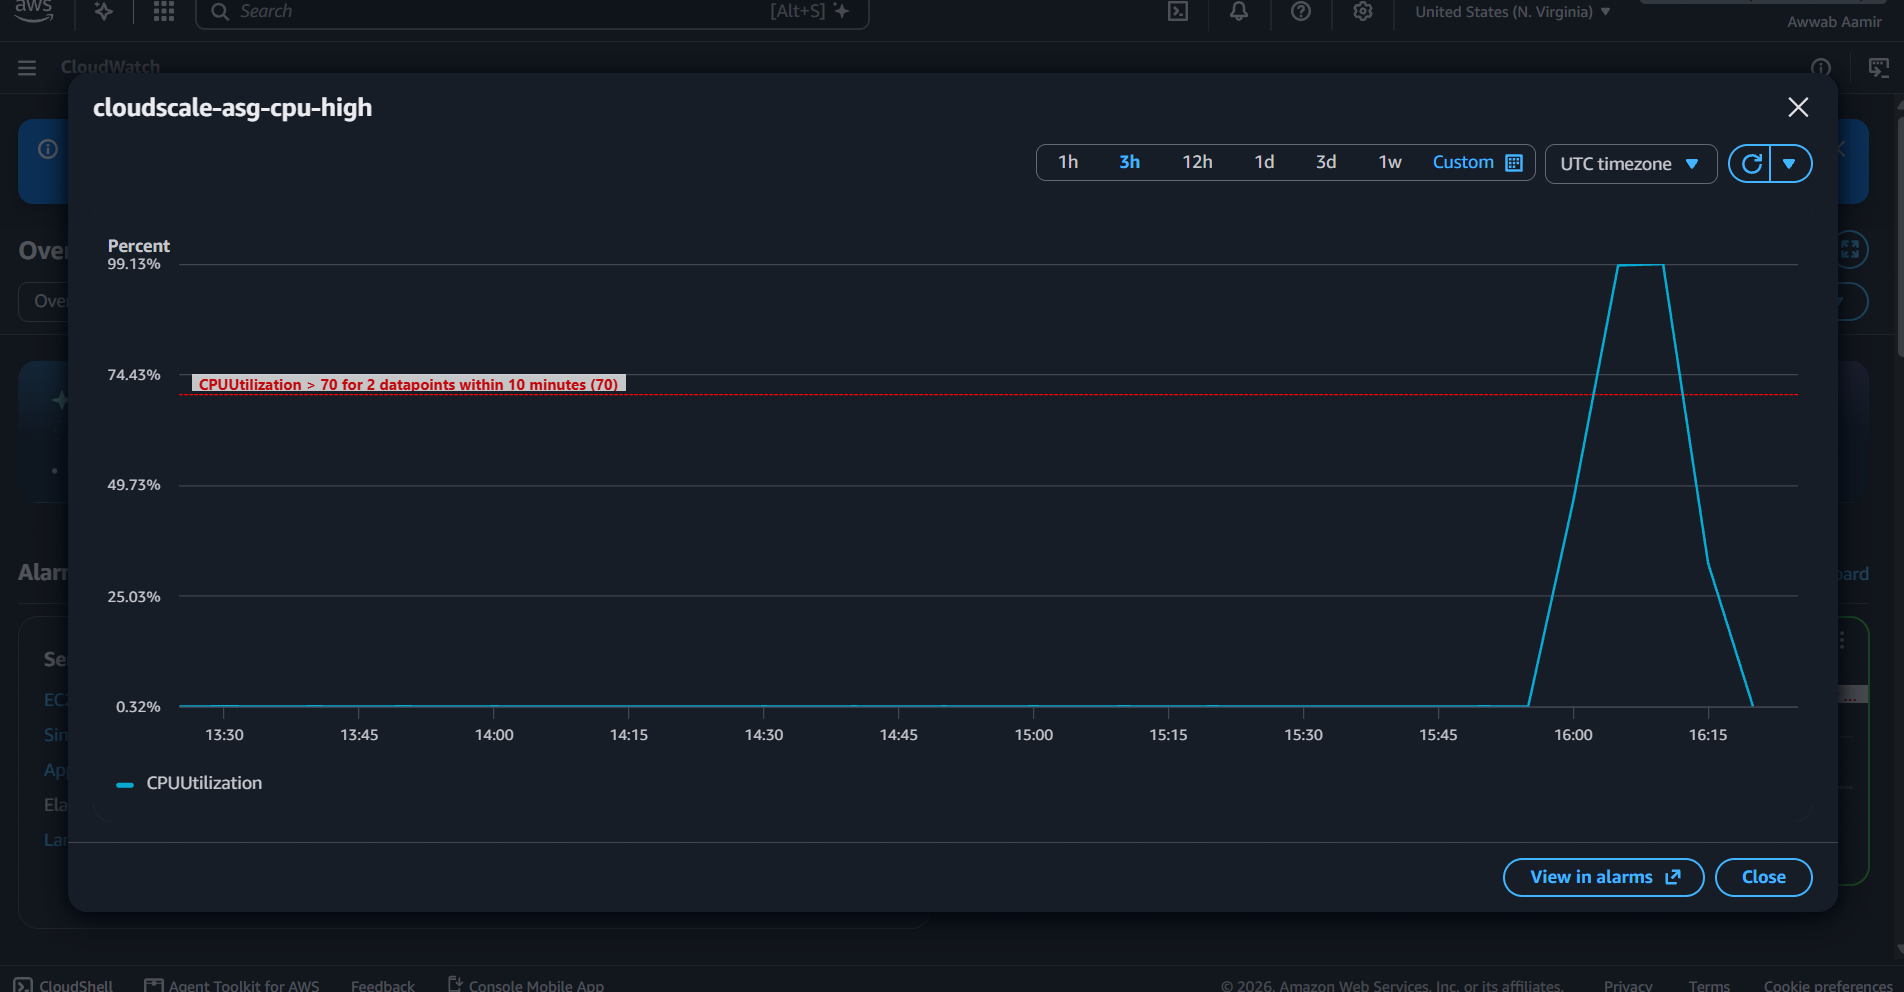 aws
Search
[Alt+S]
United States (N. Virginia)
Awwab Aamir
CloudWatch
cloudscale-asg-cpu-high
1h 3h 12h 1d 3d 1w Custom
UTC timezone
Percent
99.13%
74.43%
CPUUtilization > 70 for 2 datapoints within 10 minutes (70)
49.73%
25.03%
0.32%
13:30 13:45 14:00 14:15 14:30 14:45 15:00 15:15 15:30 15:45 16:00 16:15
CPUUtilization
View in alarms
Close
CloudShell
Agent Toolkit for AWS
Feedback
Console Mobile App
© 2026, Amazon Web Services, Inc. or its affiliates.
Privacy
Terms
Cookie preferences